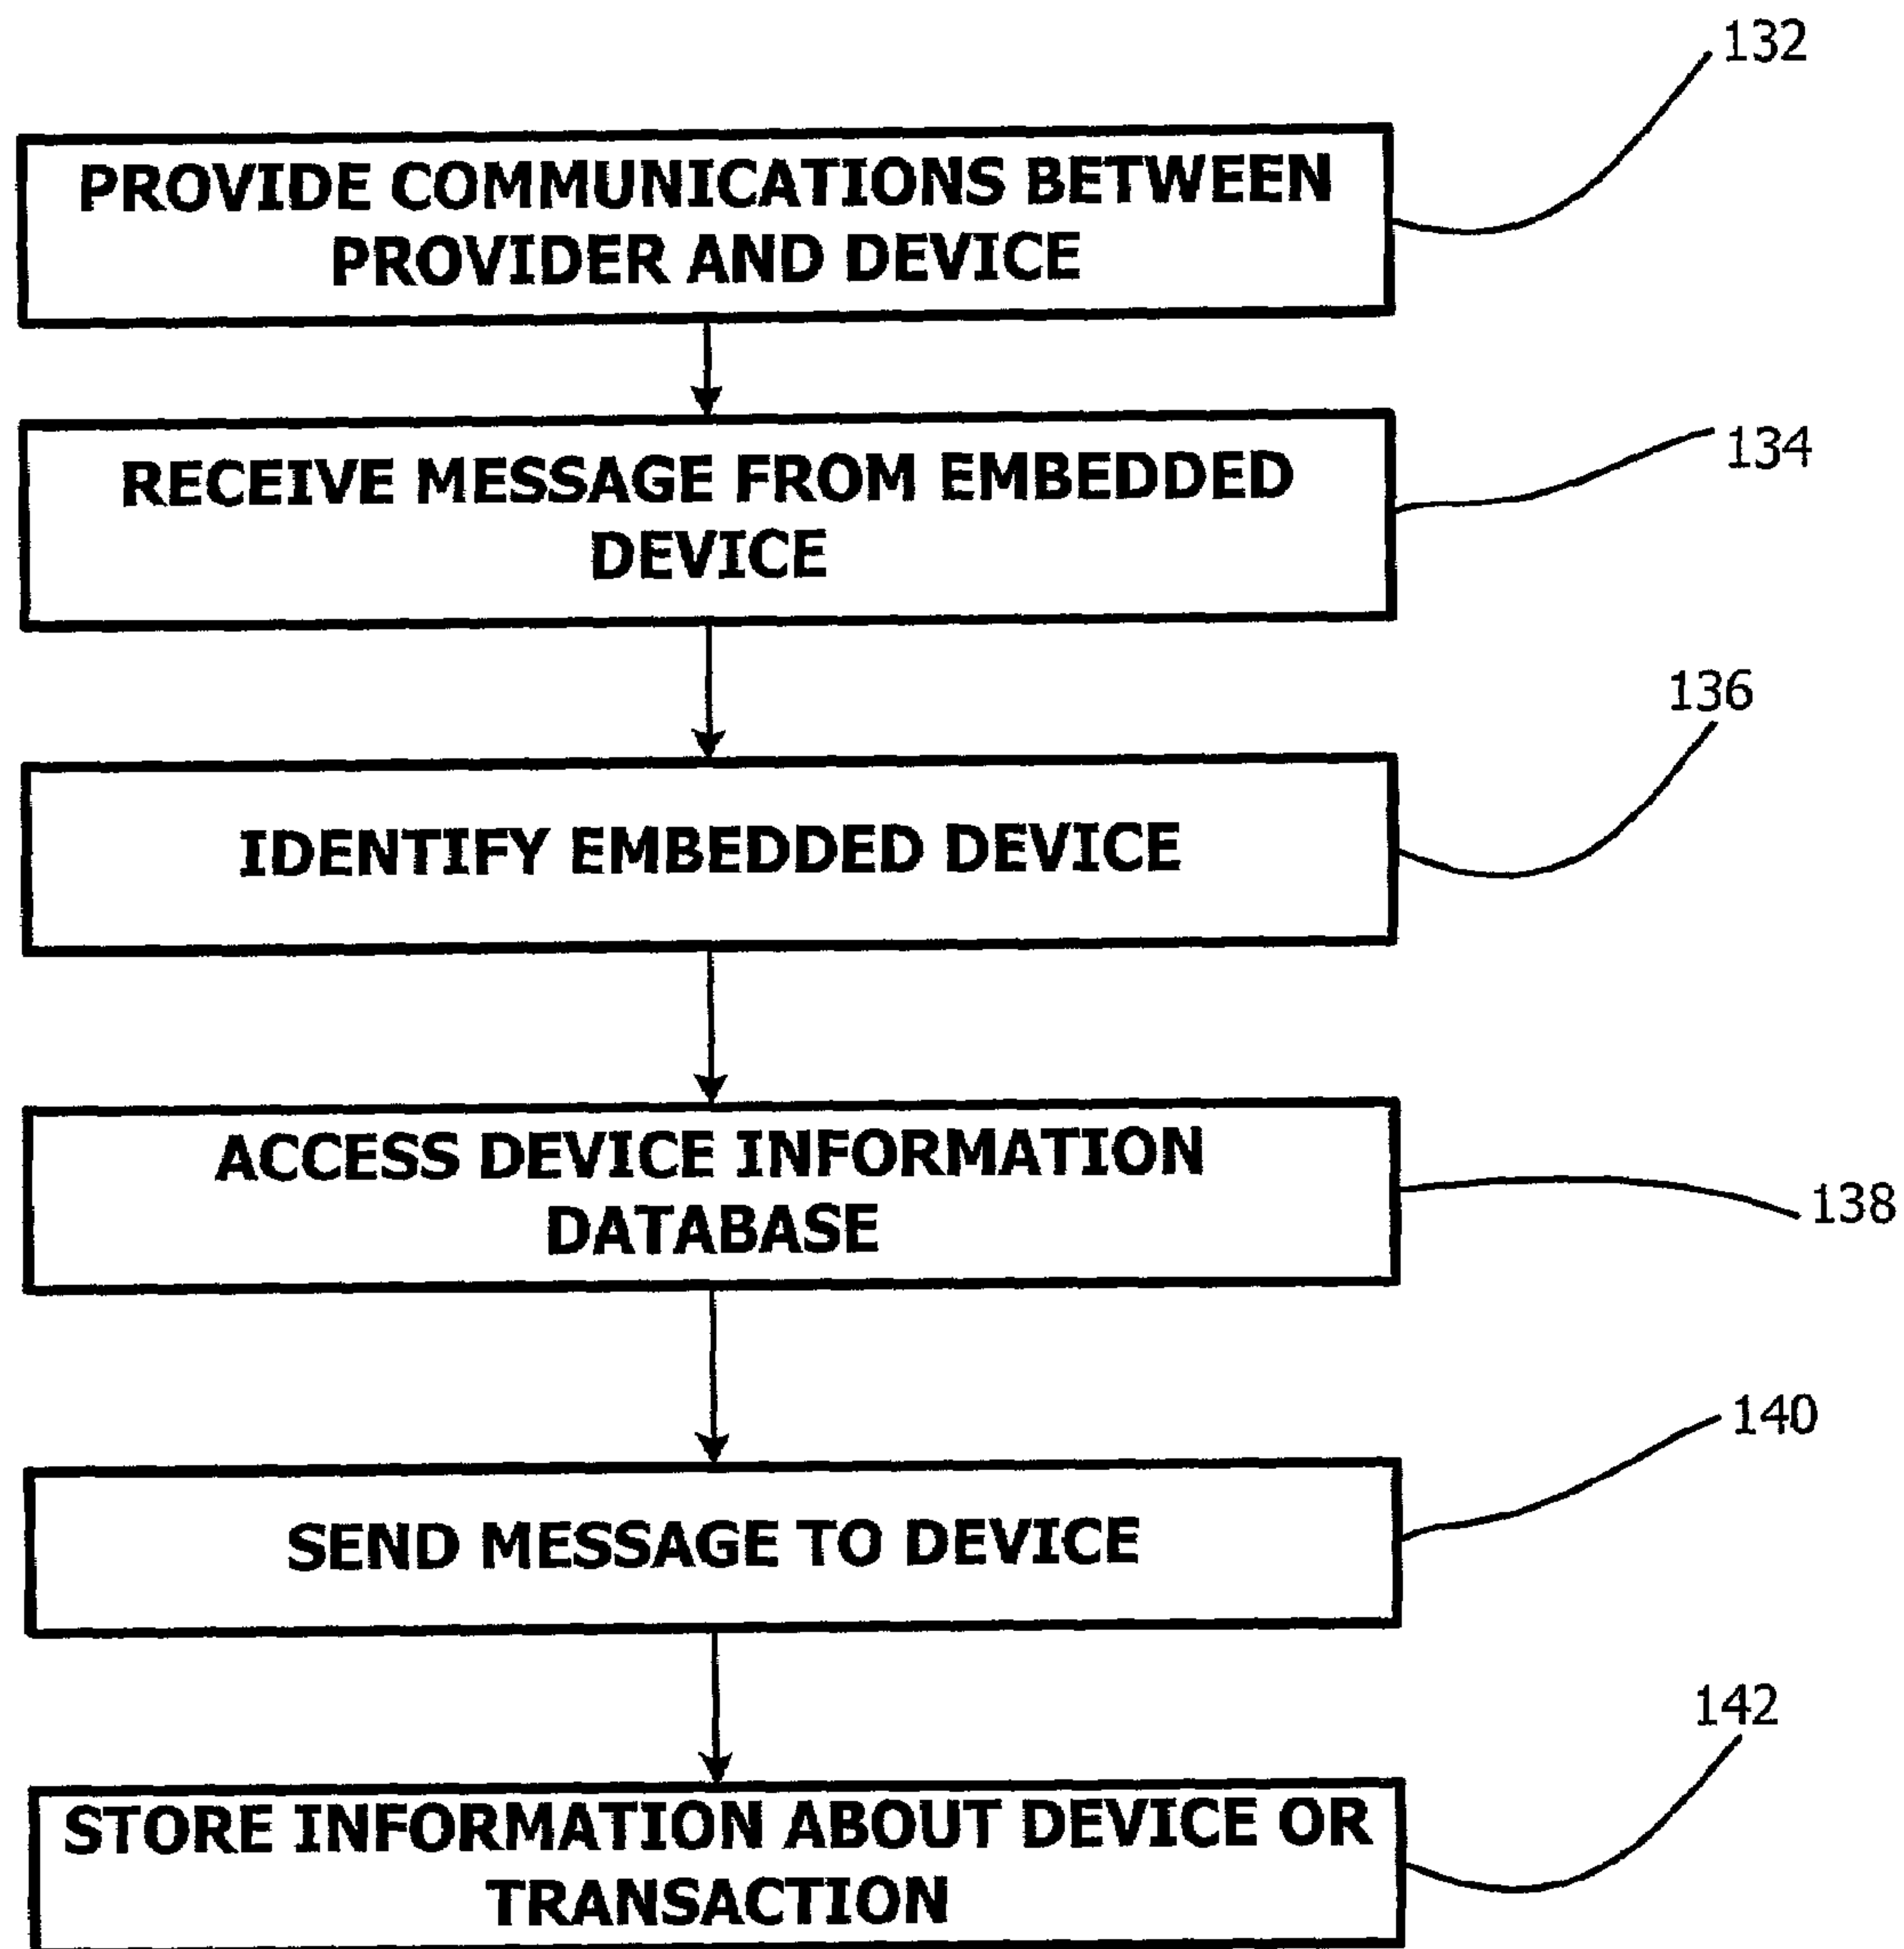 132
PROVIDE COMMUNICATIONS BETWEEN
PROVIDER AND DEVICE
134
RECEIVE MESSAGE FROM EMBEDDED
DEVICE
136
IDENTIFY EMBEDDED DEVICE
ACCESS DEVICE INFORMATION
DATABASE
138
140
SEND MESSAGE TO DEVICE
142
STORE INFORMATION ABOUT DEVICE OR
TRANSACTION